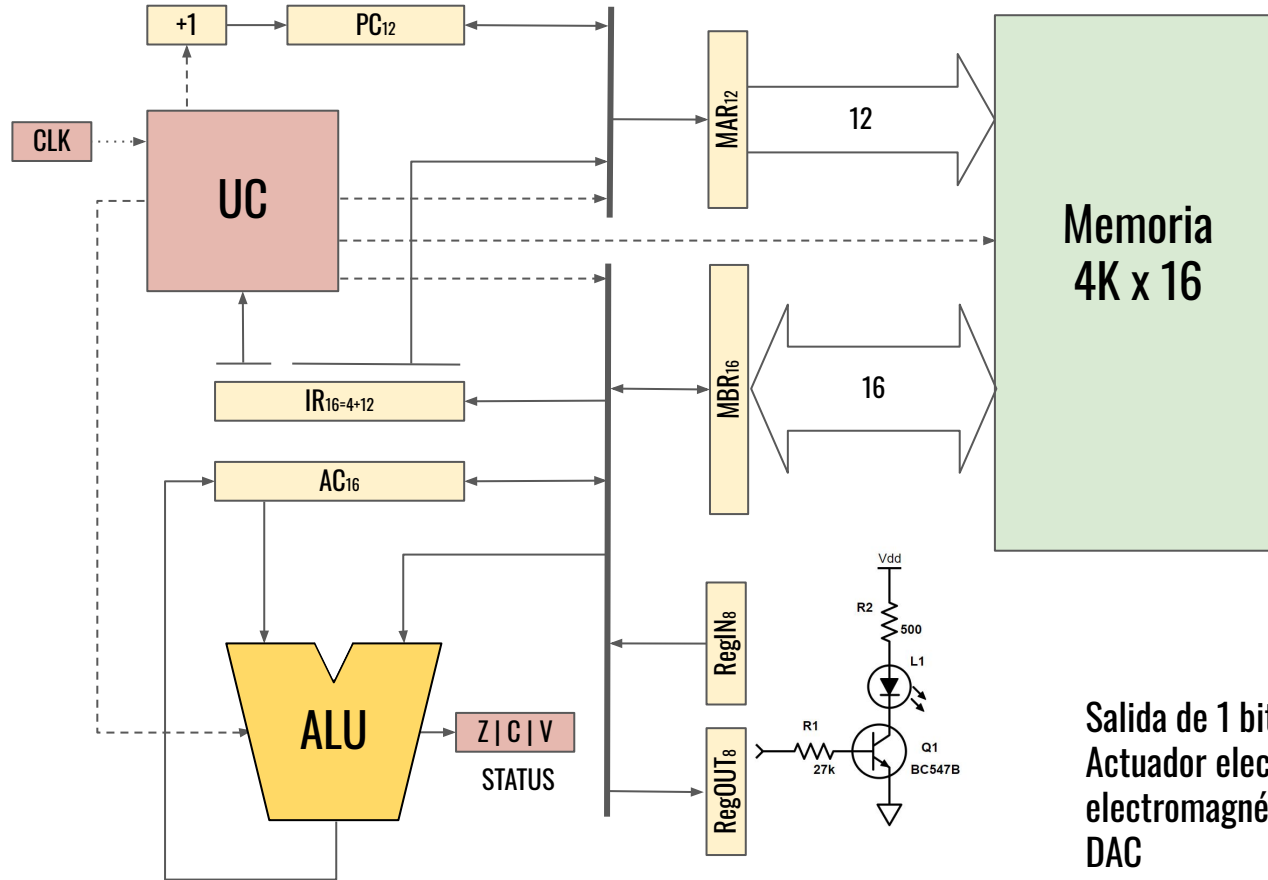 +1
PC12
CLK
UC
MAR12
12
Memoria
4K x 16
MBR16
16
IR16=4+12
AC16
ALU
Z | C | V
STATUS
RegIN8
RegOUT8
Vdd
R2
500
L1
R1
27k
Q1
BC547B
Salida de 1 bit
Actuador elec
electromagné
DAC